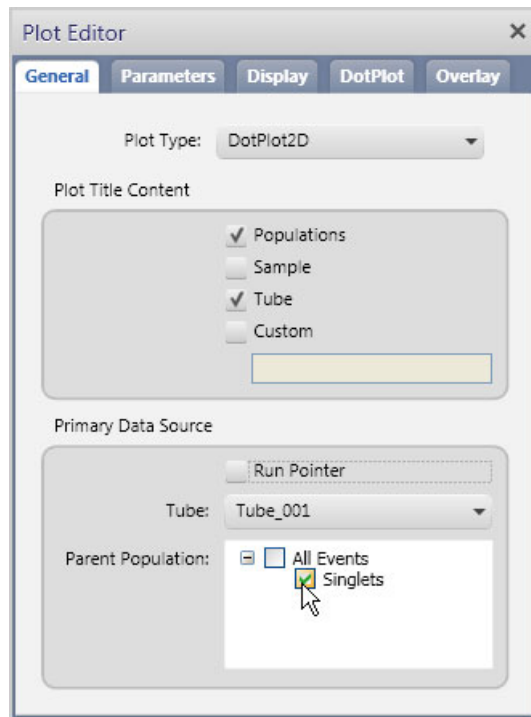 Plot Editor
General Parameters Display DotPlot Overlay
Plot Type: DotPlot2D
Plot Title Content
Populations
Sample
Tube
Custom
Primary Data Source
Run Pointer
Tube: Tube_001
Parent Population: All Events
Singlets